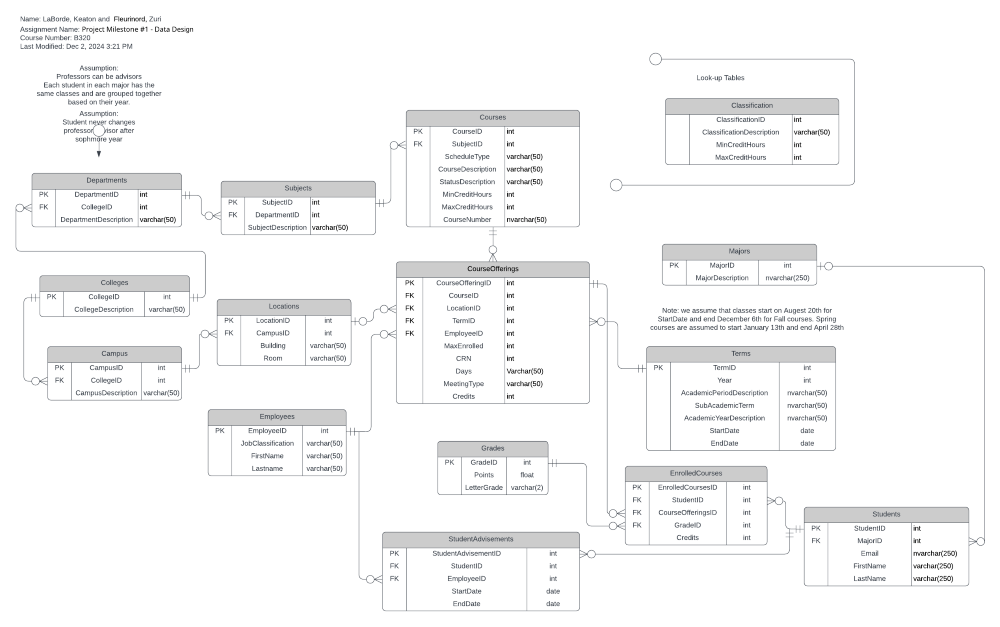 Name: LaBorde, Keaton and Fleurinord, Zuri
Assignment Name: Project Milestone #1 - Data Design
Course Number: B320
Last Modified: Dec 2, 2024 3:21 PM
Assumption:
Professors can be advisors
Each student in each major has the
same classes and are grouped together
based on their year.
Assumption:
Student never changes
after
sophmore year
Look-up Tables
Classification
ClassificationID int
ClassificationDescription varchar(50)
MinCreditHours int
MaxCreditHours int
Courses
PK CourseID int
FK SubjectID int
ScheduleType varchar(50)
CourseDescription varchar(50)
StatusDescription varchar(50)
MinCreditHours int
MaxCreditHours int
CourseNumber nvarchar(50)
Departments
PK DepartmentID int
FK CollegeID int
DepartmentDescription varchar(50)
Subjects
PK SubjectID int
FK DepartmentID int
SubjectDescription varchar(50)
Majors
PK MajorID int
MajorDescription nvarchar(250)
CourseOfferings
PK CourseOfferingID int
FK CourseID int
FK LocationID int
FK TermID int
FK EmployeeID int
MaxEnrolled int
CRN int
Days Varchar(50)
MeetingType varchar(50)
Credits int
Colleges
PK CollegeID int
CollegeDescription varchar(50)
Locations
PK LocationID int
FK CampusID int
Building varchar(50)
Room varchar(50)
Note: we assume that classes start on Augest 20th for
StartDate and end December 6th for Fall courses. Spring
courses are assumed to start January 13th and end April 28th
Campus
PK CampusID int
FK CollegeID int
CampusDescription varchar(50)
Terms
PK TermID int
Year int
AcademicPeriodDescription nvarchar(50)
SubAcademicTerm nvarchar(50)
AcademicYearDescription nvarchar(50)
StartDate date
EndDate date
Employees
PK EmployeeID int
JobClassification varchar(50)
FirstName varchar(50)
Lastname varchar(50)
Grades
PK GradeID int
Points float
LetterGrade varchar(2)
EnrolledCourses
PK EnrolledCoursesID int
FK StudentID int
FK CourseOfferingsID int
FK GradeID int
Credits int
Students
PK StudentID int
FK MajorID int
Email nvarchar(250)
FirstName varchar(250)
LastName varchar(250)
StudentAdvisements
PK StudentAdvisementID int
FK StudentID int
FK EmployeeID int
StartDate date
EndDate date